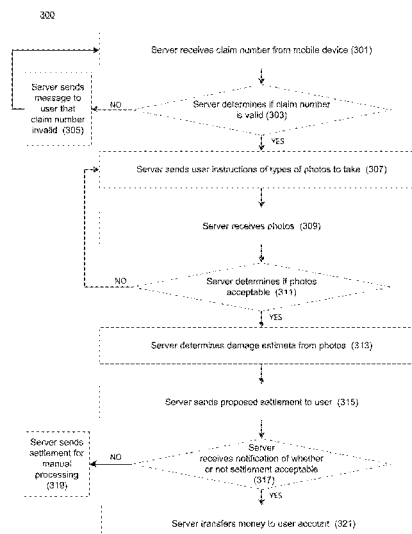 300
Server receives claim number from mobile device (301)
Server sends
message to
user that
claim number
invalid (305)
NO
Server determines if claim number
is valid (303)
YES
Server sends user instructions of types of photos to take (307)
Server receives photos (309)
NO
Server determines if photos
acceptable (311)
YES
Server determines damage estimate from photos (313)
Server sends proposed settlement to user (315)
Server sends
settlement for
manual
processing
(319)
NO
Server
receives notification of whether
or not settlement acceptable
(317)
YES
Server transfers money to user account (321)